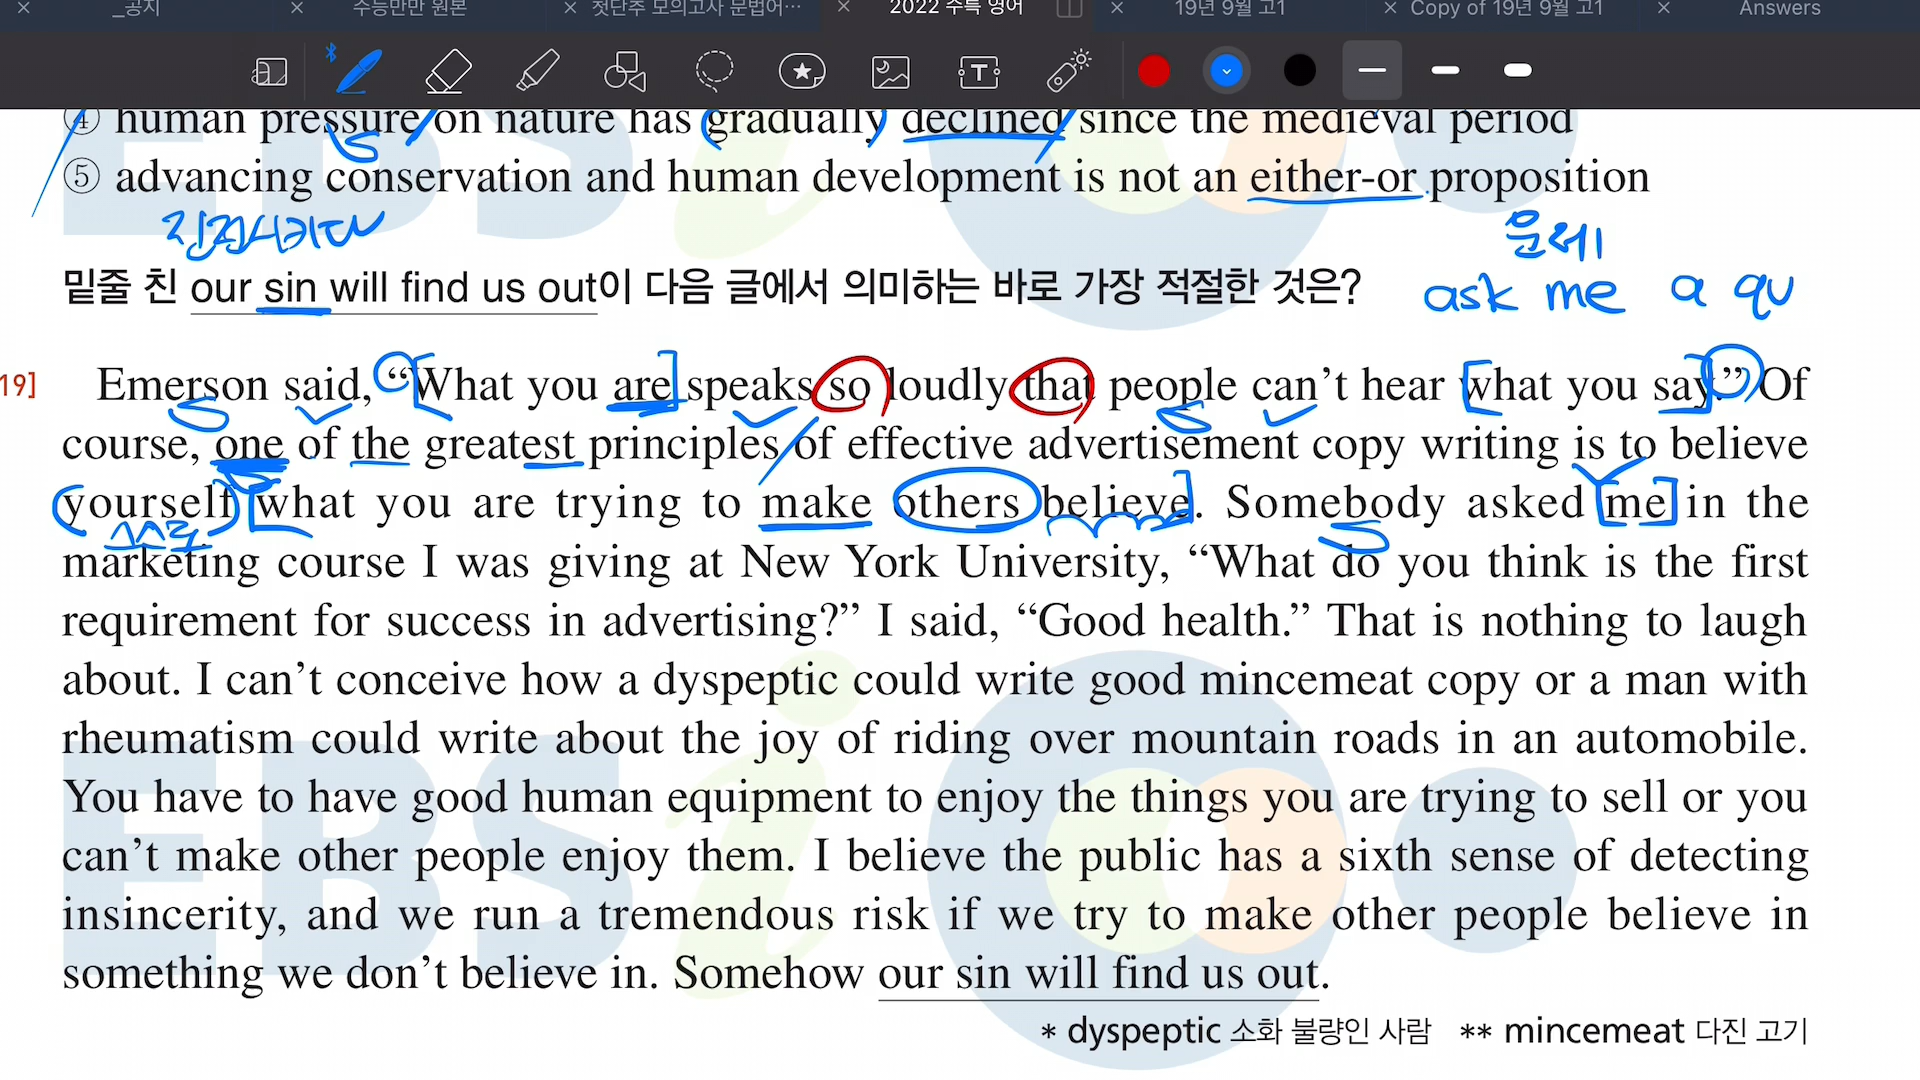 _공지
수능만만 원본
첫단추 모의고사 문법어…
2022 수특 영어
19년 9월 고1
Copy of 19년 9월 고1
Answers
④ human pressure on nature has gradually declined since the medieval period
⑤ advancing conservation and human development is not an either-or proposition
진전시키다
문제
밑줄 친 our sin will find us out이 다음 글에서 의미하는 바로 가장 적절한 것은?
ask me a qu
19]
Emerson said, “What you are speaks so loudly that people can’t hear what you say.” Of
course, one of the greatest principles of effective advertisement copy writing is to believe
yourself what you are trying to make others believe. Somebody asked me in the
스스로
marketing course I was giving at New York University, “What do you think is the first
requirement for success in advertising?” I said, “Good health.” That is nothing to laugh
about. I can’t conceive how a dyspeptic could write good mincemeat copy or a man with
rheumatism could write about the joy of riding over mountain roads in an automobile.
You have to have good human equipment to enjoy the things you are trying to sell or you
can’t make other people enjoy them. I believe the public has a sixth sense of detecting
insincerity, and we run a tremendous risk if we try to make other people believe in
something we don’t believe in. Somehow our sin will find us out.
* dyspeptic 소화 불량인 사람 ** mincemeat 다진 고기
EBSi
EBSi